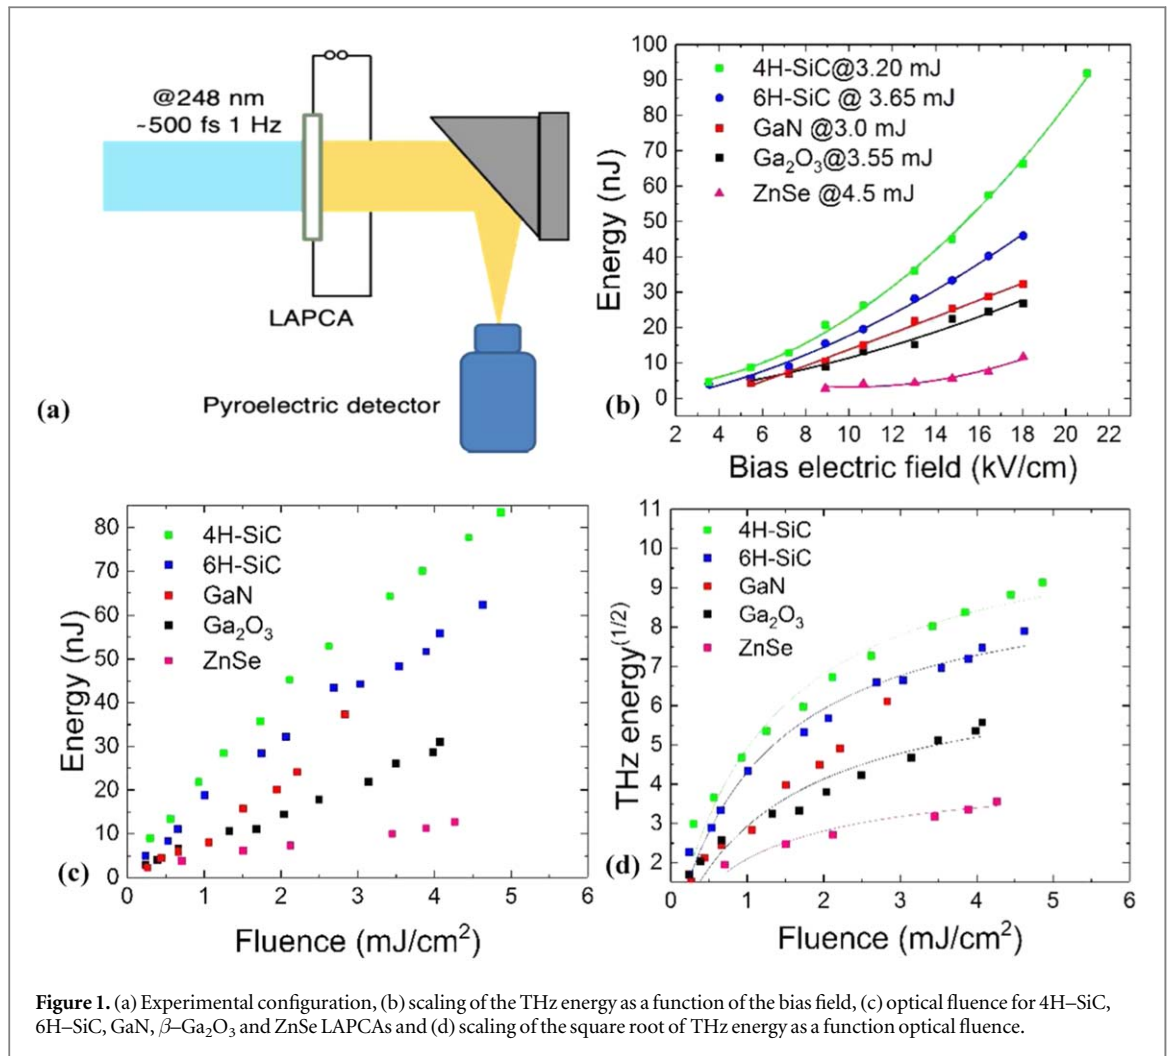 @248 nm
~500 fs 1 Hz
LAPCA
Pyroelectric detector
(a)
100
90
80
70
60
50
40
30
20
10
0
Energy (nJ)
4H-SiC@3.20 mJ
6H-SiC @ 3.65 mJ
GaN @3.0 mJ
Ga₂O₃@3.55 mJ
ZnSe @4.5 mJ
(b)
2 4 6 8 10 12 14 16 18 20 22
Bias electric field (kV/cm)
80
70
60
50
40
30
20
10
0
Energy (nJ)
4H-SiC
6H-SiC
GaN
Ga₂O₃
ZnSe
(c)
0 1 2 3 4 5 6
Fluence (mJ/cm²)
11
10
9
8
7
6
5
4
3
2
THz energy⁽¹/²⁾
4H-SiC
6H-SiC
GaN
Ga₂O₃
ZnSe
(d)
0 1 2 3 4 5 6
Fluence (mJ/cm²)
Figure 1. (a) Experimental configuration, (b) scaling of the THz energy as a function of the bias field, (c) optical fluence for 4H–SiC,
6H–SiC, GaN, β–Ga₂O₃ and ZnSe LAPCAs and (d) scaling of the square root of THz energy as a function optical fluence.